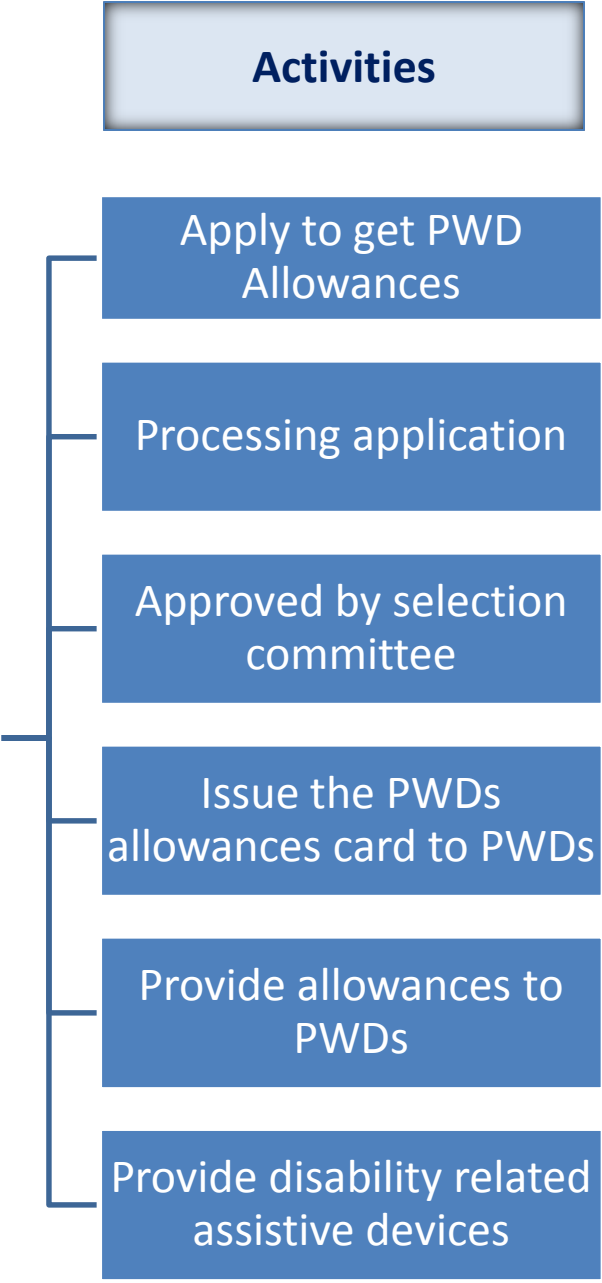 Activities
Apply to get PWD
Allowances
Processing application
Approved by selection
committee
Issue the PWDs
allowances card to PWDs
Provide allowances to
PWDs
Provide disability related
assistive devices